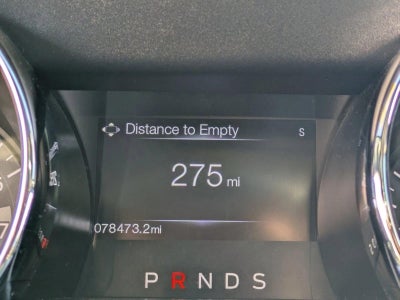 Distance to Empty S
275 mi
078473.2mi
P R N D S